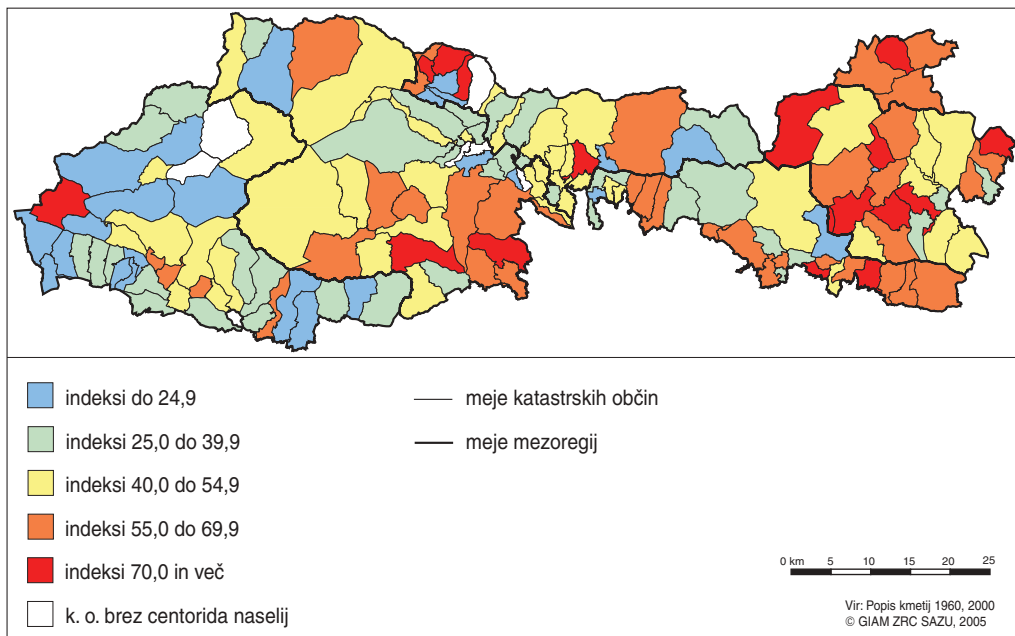 indeksi do 24,9
indeksi 25,0 do 39,9
indeksi 40,0 do 54,9
indeksi 55,0 do 69,9
indeksi 70,0 in več
k. o. brez centorida naselij
meje katastrskih občin
meje mezoregij
0 km 5 10 15 20 25
Vir: Popis kmetij 1960, 2000
© GIAM ZRC SAZU, 2005